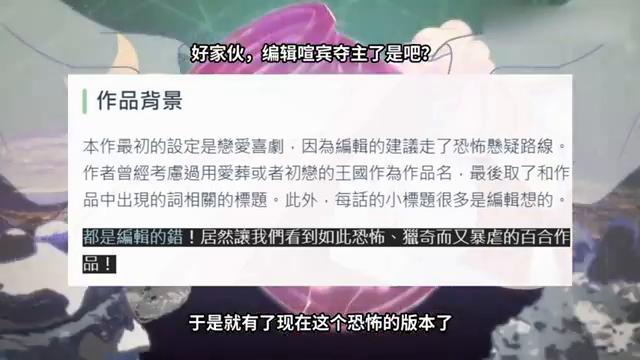 好家伙，编辑喧宾夺主了是吧？
作品背景
本作最初的設定是戀愛喜劇，因為編輯的建議走了恐怖懸疑路線。
作者曾經考慮過用愛葬或者初戀的王國作為作品名，最後取了和作
品中出現的詞相關的標題。此外，每話的小標題很多是編輯想的。
都是編輯的錯！居然讓我們看到如此恐怖、獵奇而又暴虐的百合作
品！
于是就有了现在这个恐怖的版本了